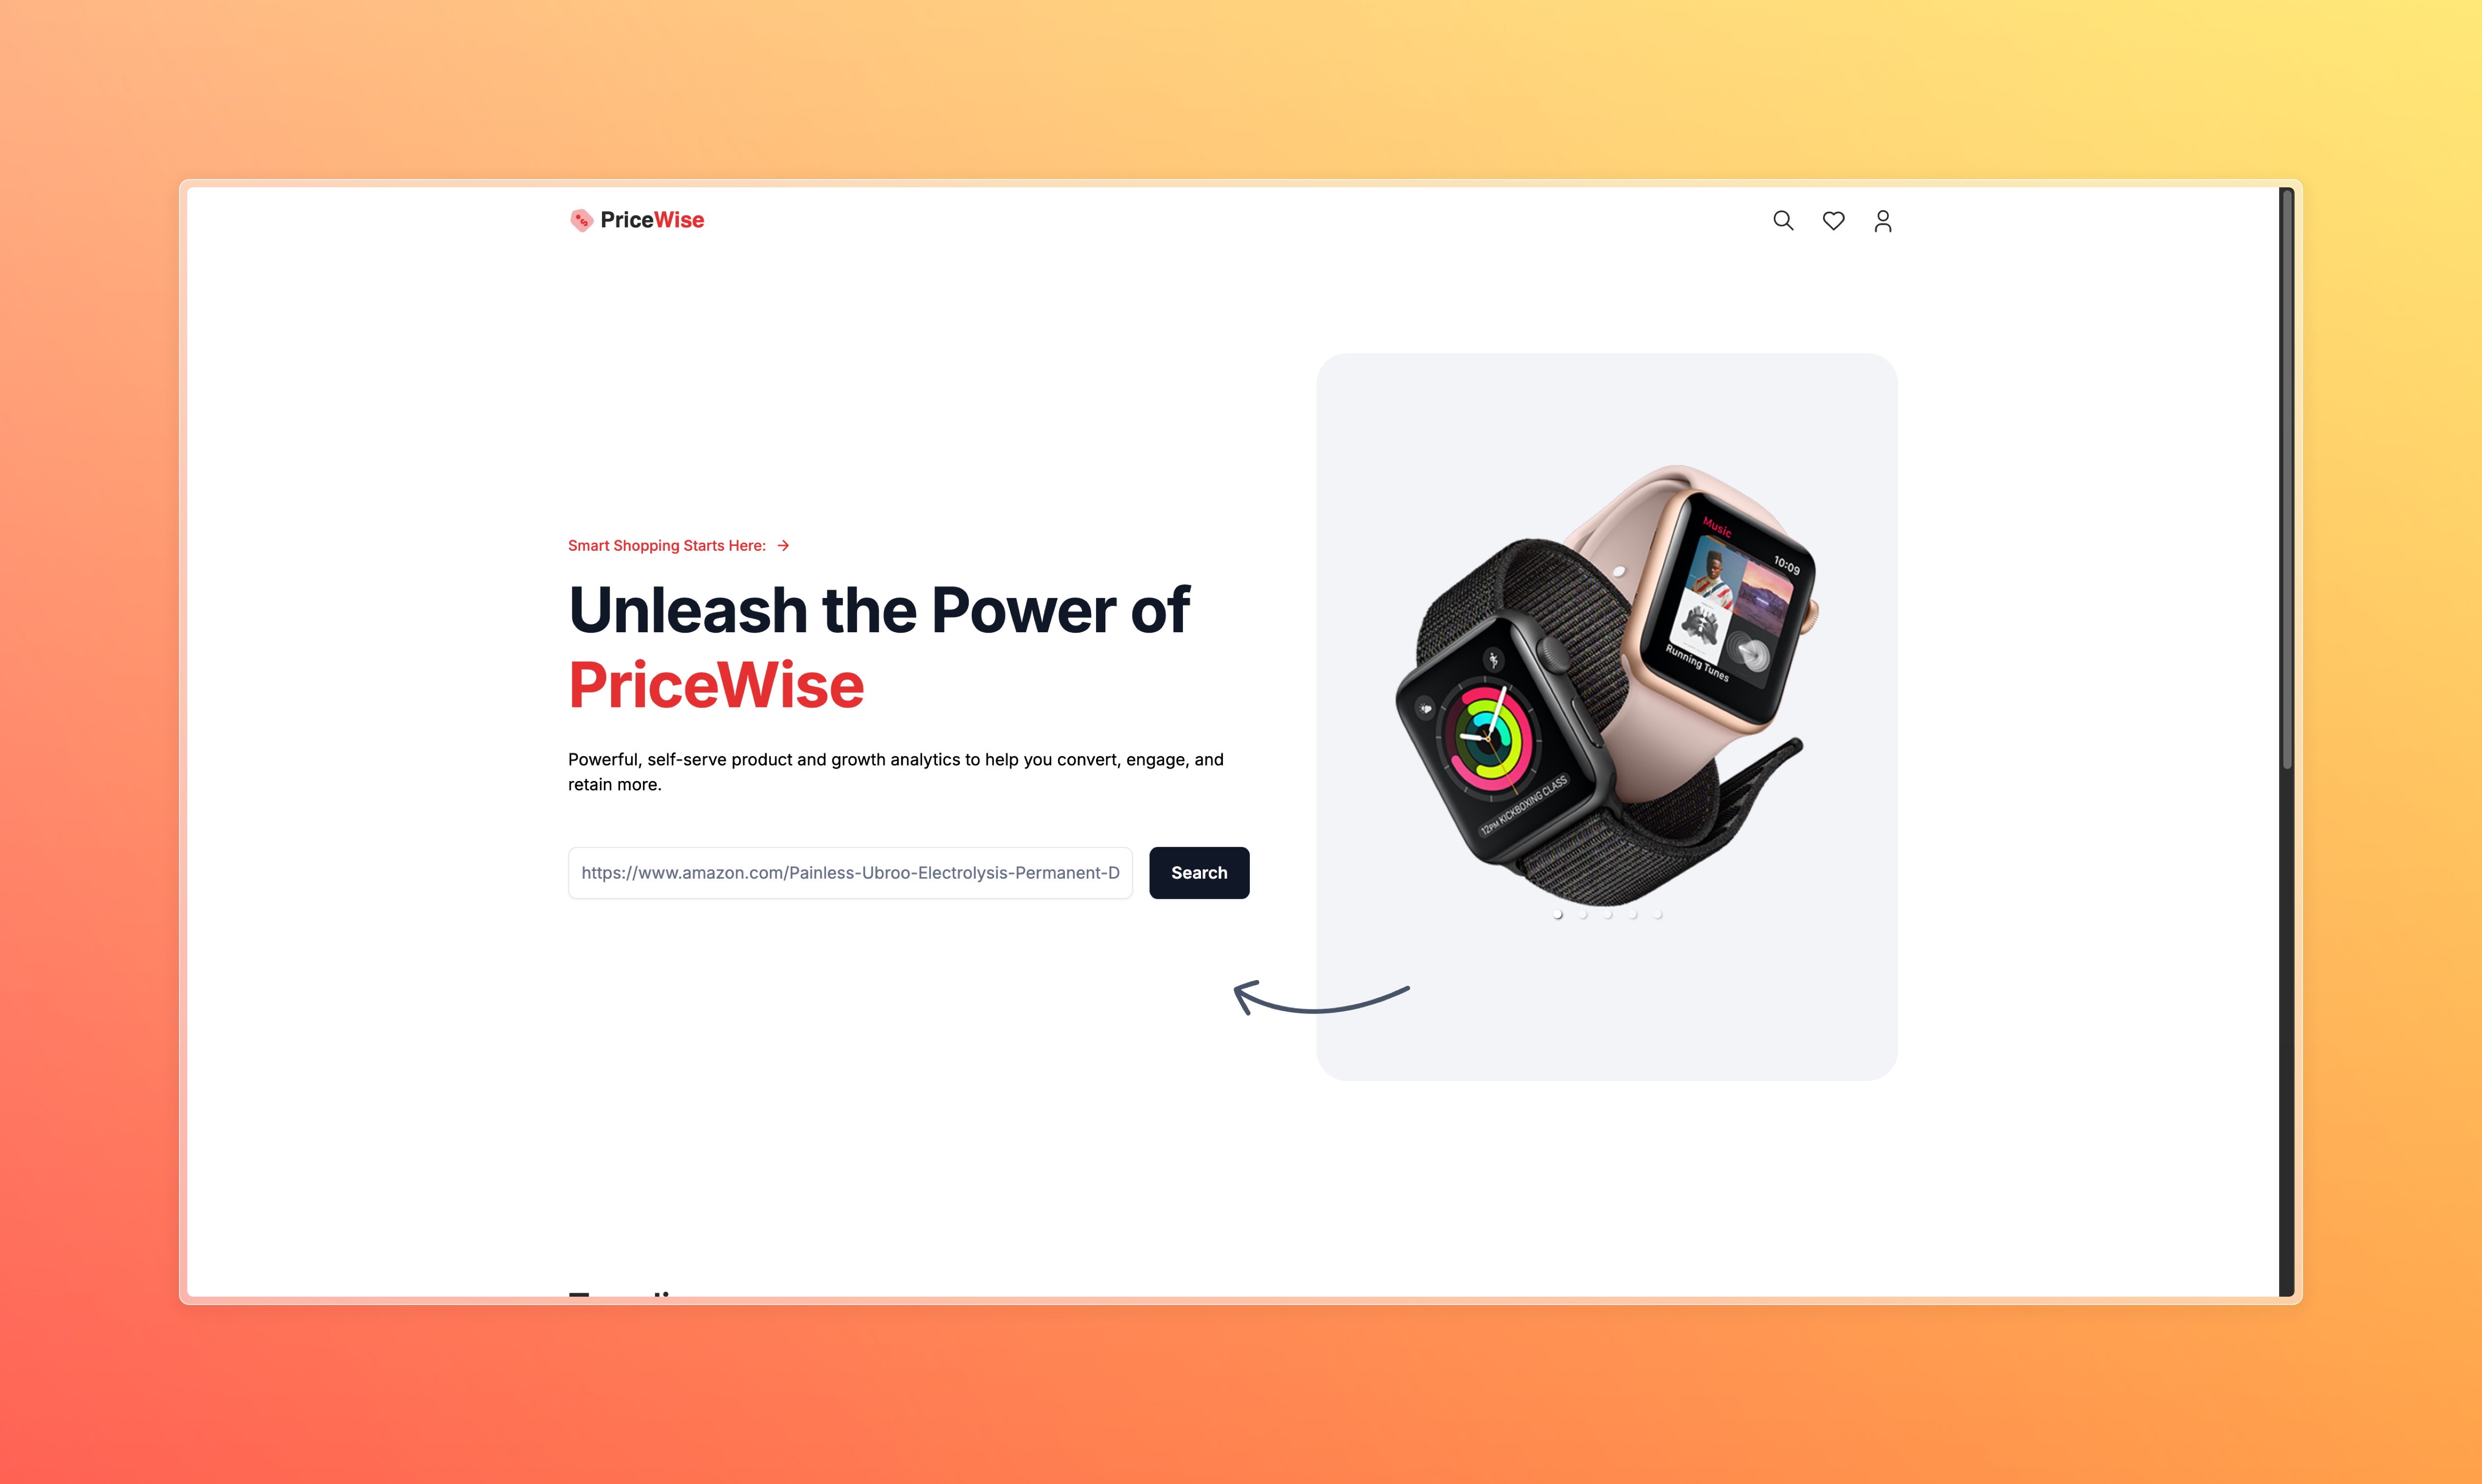 PriceWise
Smart Shopping Starts Here:
Unleash the Power of
PriceWise
Powerful, self-serve product and growth analytics to help you convert, engage, and
retain more.
https://www.amazon.com/Painless-Ubroo-Electrolysis-Permanent-D
Search
Music
10:09
Running Tunes
12PM KICKBOXING CLASS